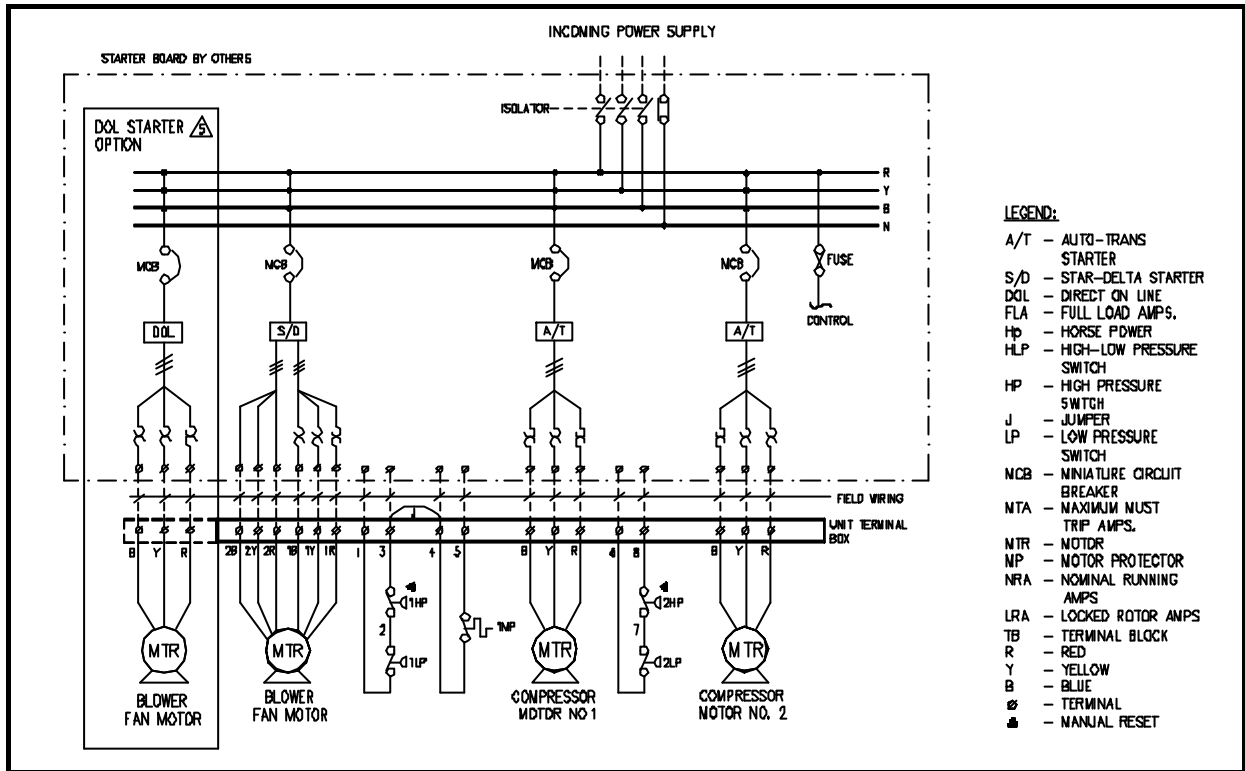 INCOMING POWER SUPPLY
STARTER BOARD BY OTHERS
ISOLATOR
DOL STARTER 5
OPTION
R
Y
B
N
MCB
MCB
MCB
MCB
FUSE
CONTROL
DOL
S/D
A/T
A/T
FIELD WIRING
J
UNIT TERMINAL
BOX
B Y R 2B 2Y 2R 1B 1Y 1R 1 3 4 5 B Y R 6 8 B Y R
1HP
2HP
2
7
1MP
1LP
2LP
MTR
MTR
MTR
MTR
BLOWER
FAN MOTOR
BLOWER
FAN MOTOR
COMPRESSOR
MOTOR NO 1
COMPRESSOR
MOTOR NO. 2
LEGEND:
A/T – AUTO-TRANS
STARTER
S/D – STAR-DELTA STARTER
DOL – DIRECT ON LINE
FLA – FULL LOAD AMPS.
Hp – HORSE POWER
HLP – HIGH-LOW PRESSURE
SWITCH
HP – HIGH PRESSURE
SWITCH
J – JUMPER
LP – LOW PRESSURE
SWITCH
MCB – MINIATURE CIRCUIT
BREAKER
MTA – MAXIMUM MUST
TRIP AMPS.
MTR – MOTOR
MP – MOTOR PROTECTOR
NRA – NOMINAL RUNNING
AMPS
LRA – LOCKED ROTOR AMPS
TB – TERMINAL BLOCK
R – RED
Y – YELLOW
B – BLUE
– TERMINAL
– MANUAL RESET